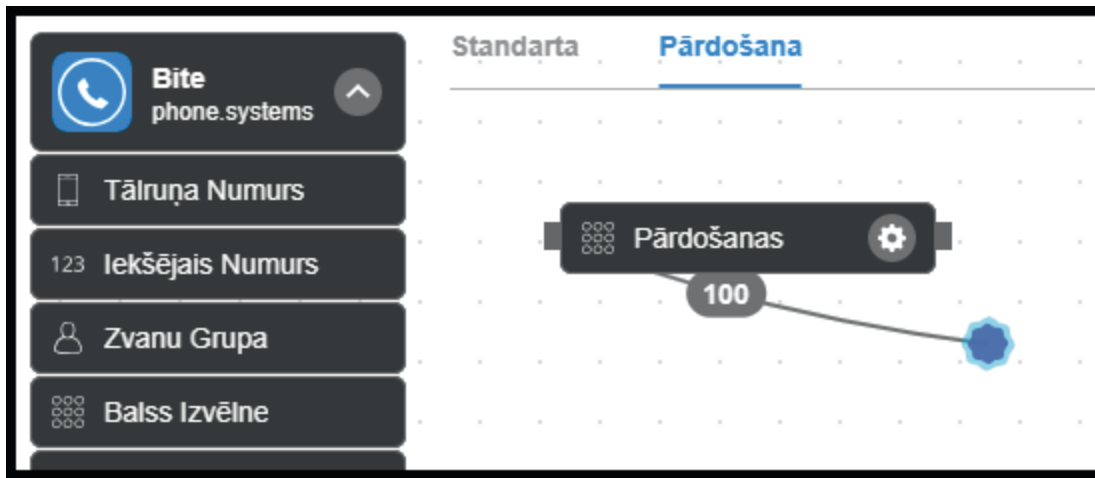 Bite
phone.systems
Tālruņa Numurs
123 Iekšējais Numurs
Zvanu Grupa
Balss Izvēlne
Standarta Pārdošana
Pārdošanas
100